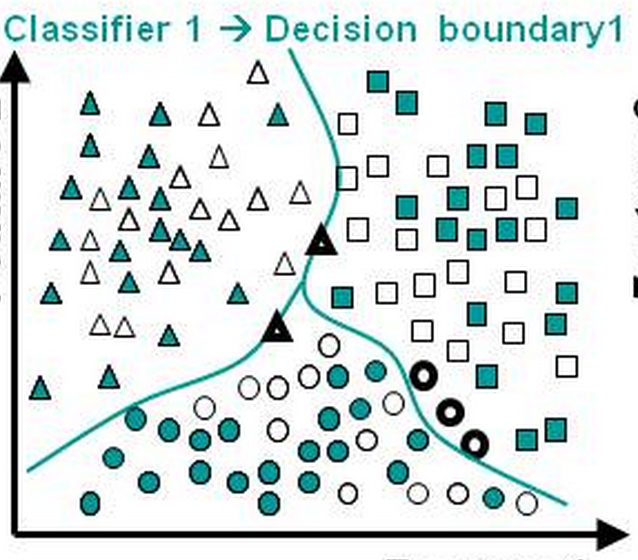 Classifier 1 → Decision boundary1